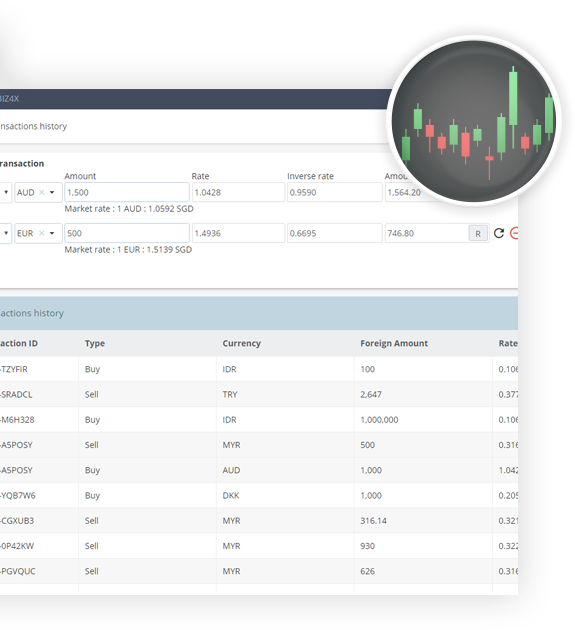 BIZ4X
nsactions history
ransaction
Amount Rate Inverse rate Amou
AUD × 1,500 1.0428 0.9590 1,564.20
Market rate : 1 AUD : 1.0592 SGD
EUR × 500 1.4936 0.6695 746.80 R
Market rate : 1 EUR : 1.5139 SGD
actions history
action ID Type Currency Foreign Amount Rate
-TZYFIR Buy IDR 100 0.106
-SRADCL Sell TRY 2,647 0.377
-M6H328 Buy IDR 1,000,000 0.106
-A5POSY Sell MYR 500 0.316
-A5POSY Buy AUD 1,000 1.042
-YQB7W6 Buy DKK 1,000 0.205
-CGXUB3 Sell MYR 316.14 0.321
-0P42KW Sell MYR 930 0.322
-PGVQUC Sell MYR 626 0.316